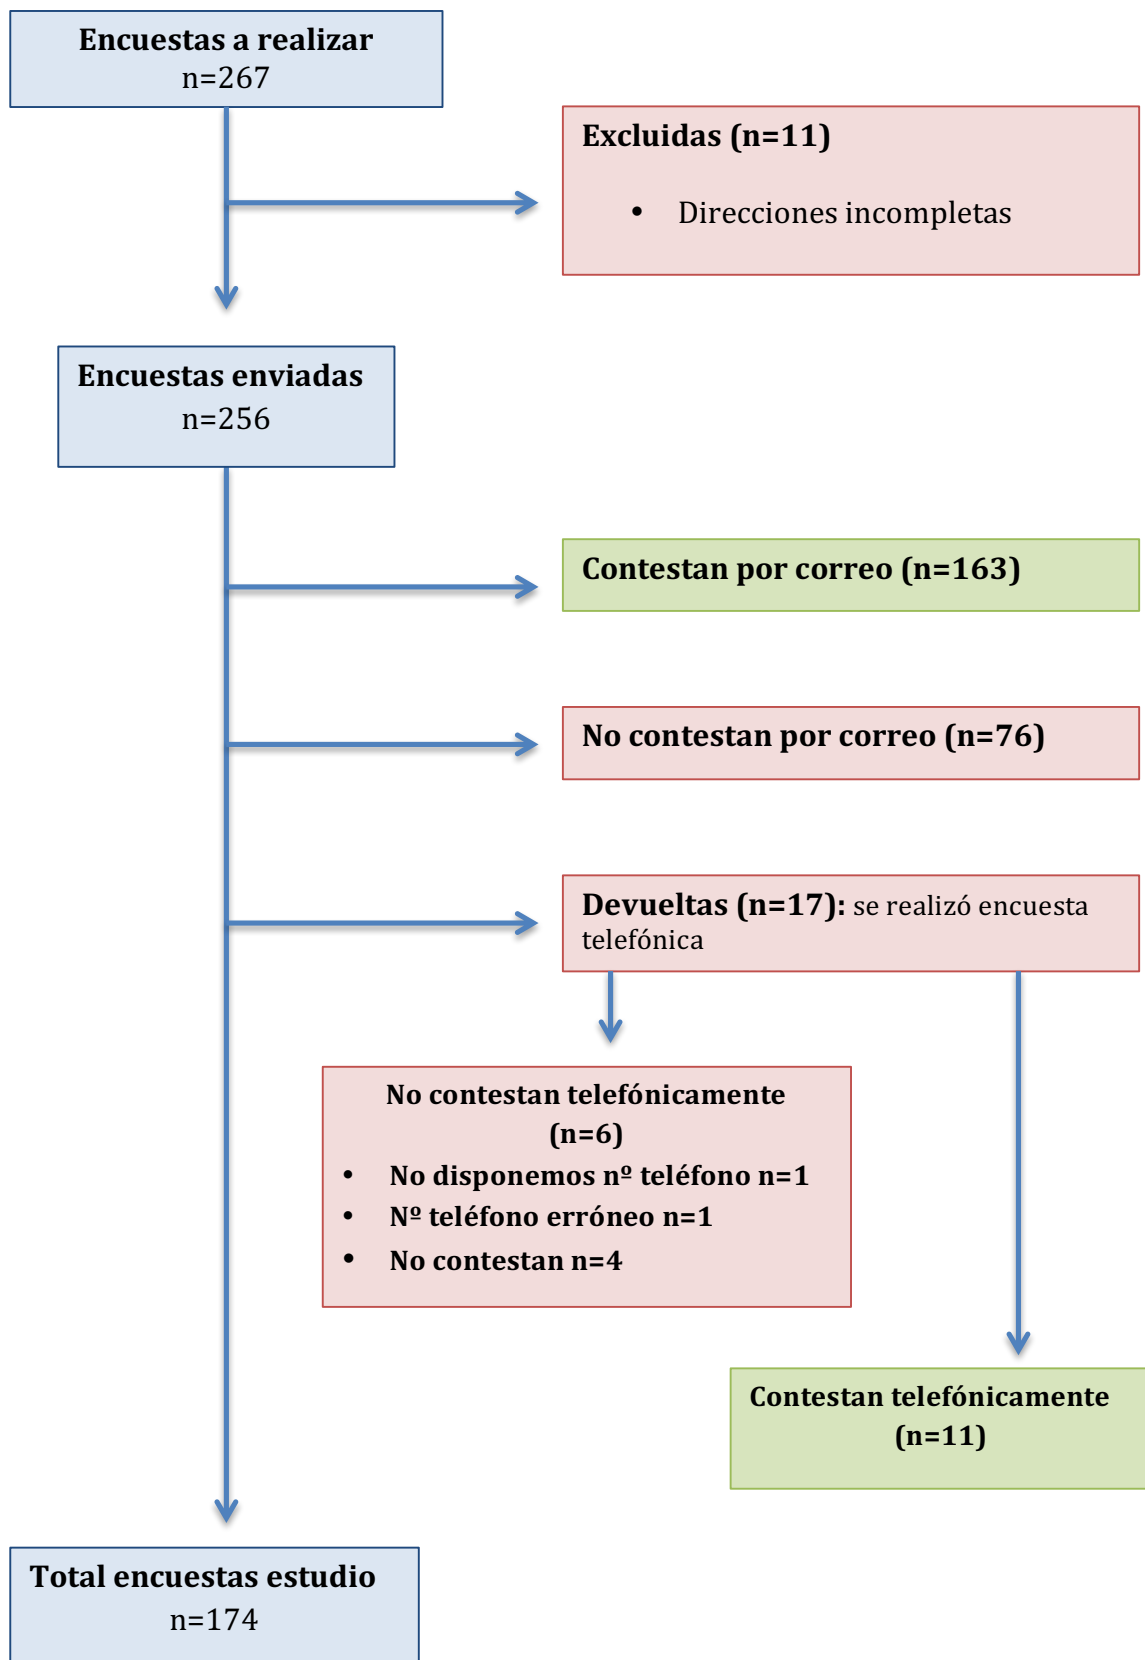 Encuestas a realizar
n=267
Excluidas (n=11)
• Direcciones incompletas
Encuestas enviadas
n=256
Contestan por correo (n=163)
No contestan por correo (n=76)
Devueltas (n=17): se realizó encuesta
telefónica
No contestan telefónicamente
(n=6)
• No disponemos nº teléfono n=1
• Nº teléfono erróneo n=1
• No contestan n=4
Contestan telefónicamente
(n=11)
Total encuestas estudio
n=174